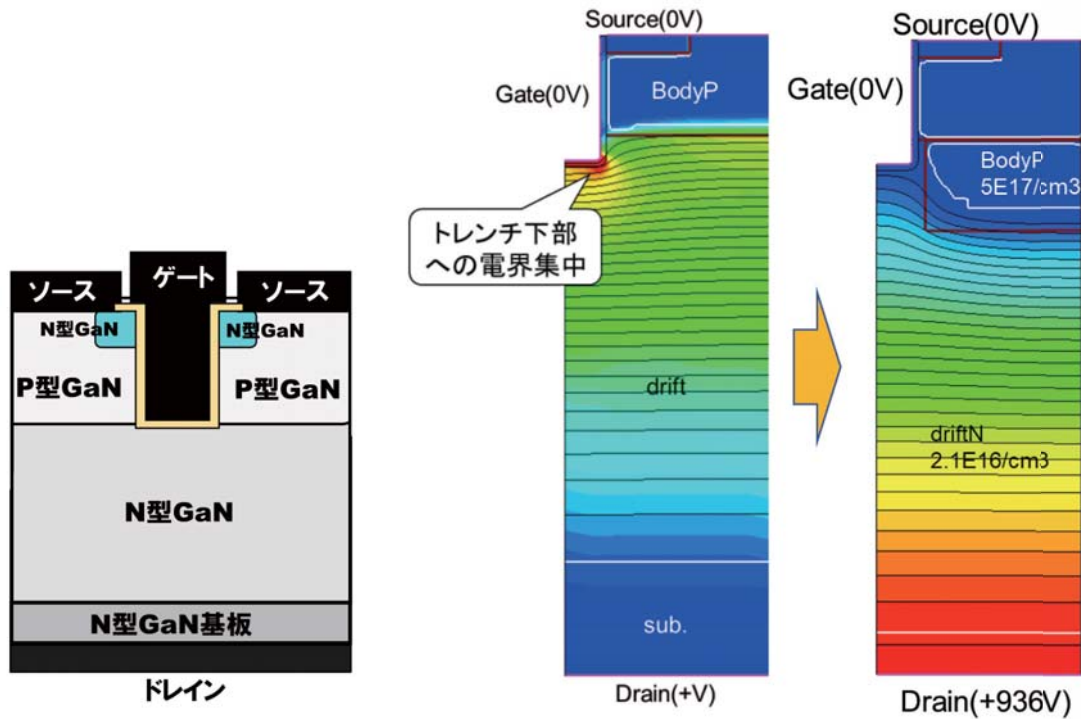 ソース
ゲート
ソース
N型GaN
N型GaN
P型GaN
P型GaN
N型GaN
N型GaN基板
ドレイン
Source(0V)
Gate(0V)
BodyP
トレンチ下部
への電界集中
drift
sub.
Drain(+V)
Source(0V)
Gate(0V)
BodyP
5E17/cm3
driftN
2.1E16/cm3
Drain(+936V)